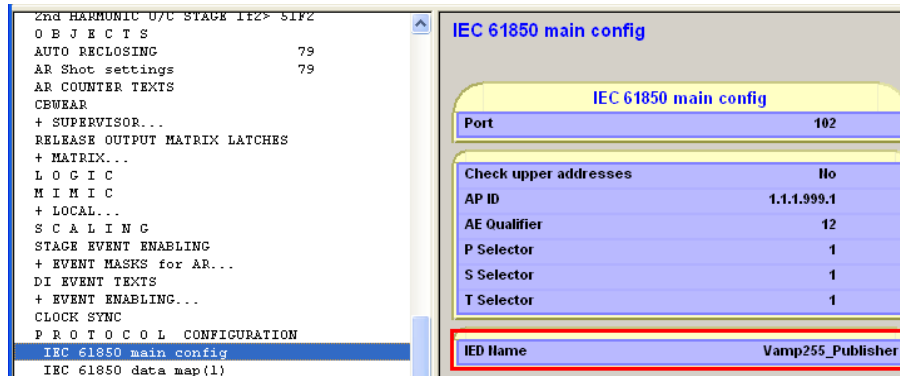 2nd HARMONIC O/C STAGE If2> 51F2
O B J E C T S
AUTO RECLOSING 79
AR Shot settings 79
AR COUNTER TEXTS
CBWEAR
+ SUPERVISOR...
RELEASE OUTPUT MATRIX LATCHES
+ MATRIX...
L O G I C
M I M I C
+ LOCAL...
S C A L I N G
STAGE EVENT ENABLING
+ EVENT MASKS for AR...
DI EVENT TEXTS
+ EVENT ENABLING...
CLOCK SYNC
P R O T O C O L CONFIGURATION
IEC 61850 main config
IEC 61850 data map(1)
IEC 61850 main config
IEC 61850 main config
Port 102
Check upper addresses No
AP ID 1.1.1.999.1
AE Qualifier 12
P Selector 1
S Selector 1
T Selector 1
IED Name Vamp255_Publisher